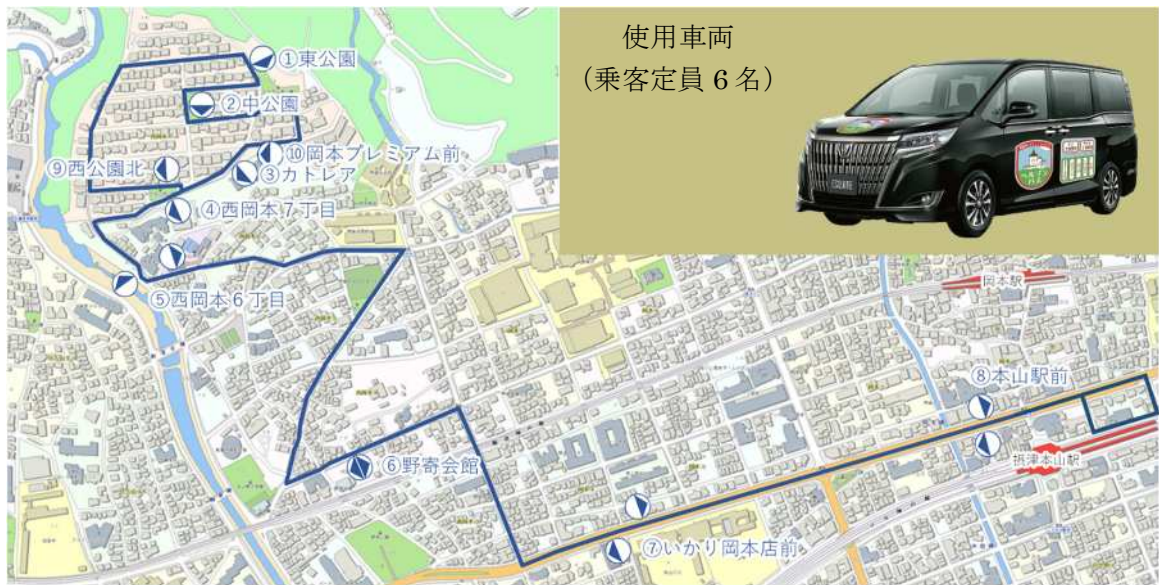 使用車両
(乗客定員 6 名)
①東公園
②中公園
⑩岡本プレミアム前
⑨西公園北
③カトレア
④西岡本7丁目
⑤西岡本6丁目
岡本駅
⑧本山駅前
⑥野寄会館
摂津本山駅
⑦いかり岡本店前